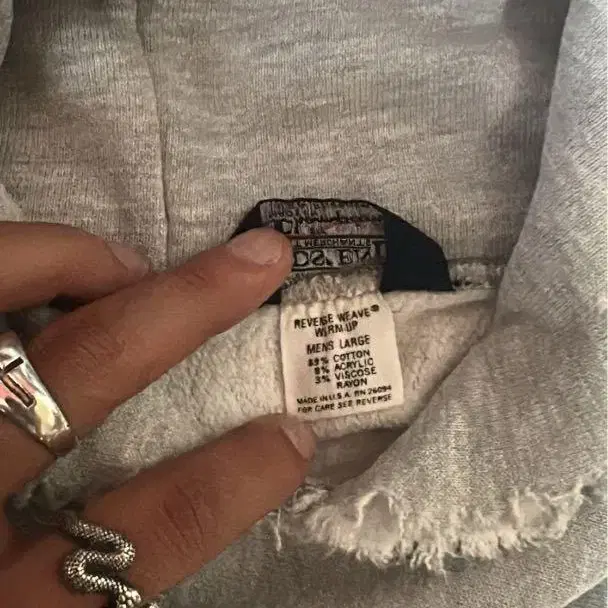 REVERSE WEAVE®
WARM UP
MENS LARGE
89% COTTON
8% ACRYLIC
3% VISCOSE
RAYON
MADE IN U.S.A. RN 26094
FOR CARE SEE REVERSE